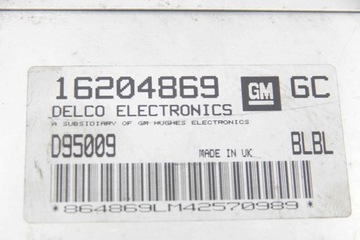 16204869 GM GC
DELCO ELECTRONICS
A SUBSIDIARY OF GM HUGHES ELECTRONICS
D95009 MADE IN UK BLBL
*864869LM42570989*